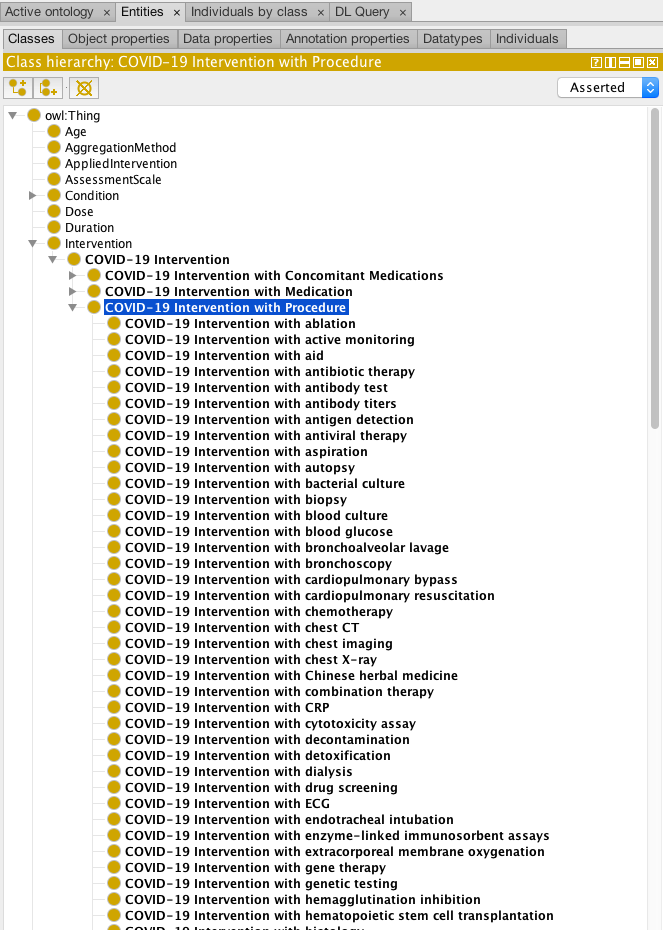 Active ontology × Entities × Individuals by class × DL Query ×
Classes Object properties Data properties Annotation properties Datatypes Individuals
Class hierarchy: COVID-19 Intervention with Procedure
Asserted
owl:Thing
Age
AggregationMethod
AppliedIntervention
AssessmentScale
Condition
Dose
Duration
Intervention
COVID-19 Intervention
COVID-19 Intervention with Concomitant Medications
COVID-19 Intervention with Medication
COVID-19 Intervention with Procedure
COVID-19 Intervention with ablation
COVID-19 Intervention with active monitoring
COVID-19 Intervention with aid
COVID-19 Intervention with antibiotic therapy
COVID-19 Intervention with antibody test
COVID-19 Intervention with antibody titers
COVID-19 Intervention with antigen detection
COVID-19 Intervention with antiviral therapy
COVID-19 Intervention with aspiration
COVID-19 Intervention with autopsy
COVID-19 Intervention with bacterial culture
COVID-19 Intervention with biopsy
COVID-19 Intervention with blood culture
COVID-19 Intervention with blood glucose
COVID-19 Intervention with bronchoalveolar lavage
COVID-19 Intervention with bronchoscopy
COVID-19 Intervention with cardiopulmonary bypass
COVID-19 Intervention with cardiopulmonary resuscitation
COVID-19 Intervention with chemotherapy
COVID-19 Intervention with chest CT
COVID-19 Intervention with chest imaging
COVID-19 Intervention with chest X-ray
COVID-19 Intervention with Chinese herbal medicine
COVID-19 Intervention with combination therapy
COVID-19 Intervention with CRP
COVID-19 Intervention with cytotoxicity assay
COVID-19 Intervention with decontamination
COVID-19 Intervention with detoxification
COVID-19 Intervention with dialysis
COVID-19 Intervention with drug screening
COVID-19 Intervention with ECG
COVID-19 Intervention with endotracheal intubation
COVID-19 Intervention with enzyme-linked immunosorbent assays
COVID-19 Intervention with extracorporeal membrane oxygenation
COVID-19 Intervention with gene therapy
COVID-19 Intervention with genetic testing
COVID-19 Intervention with hemagglutination inhibition
COVID-19 Intervention with hematopoietic stem cell transplantation
COVID-19 Intervention with